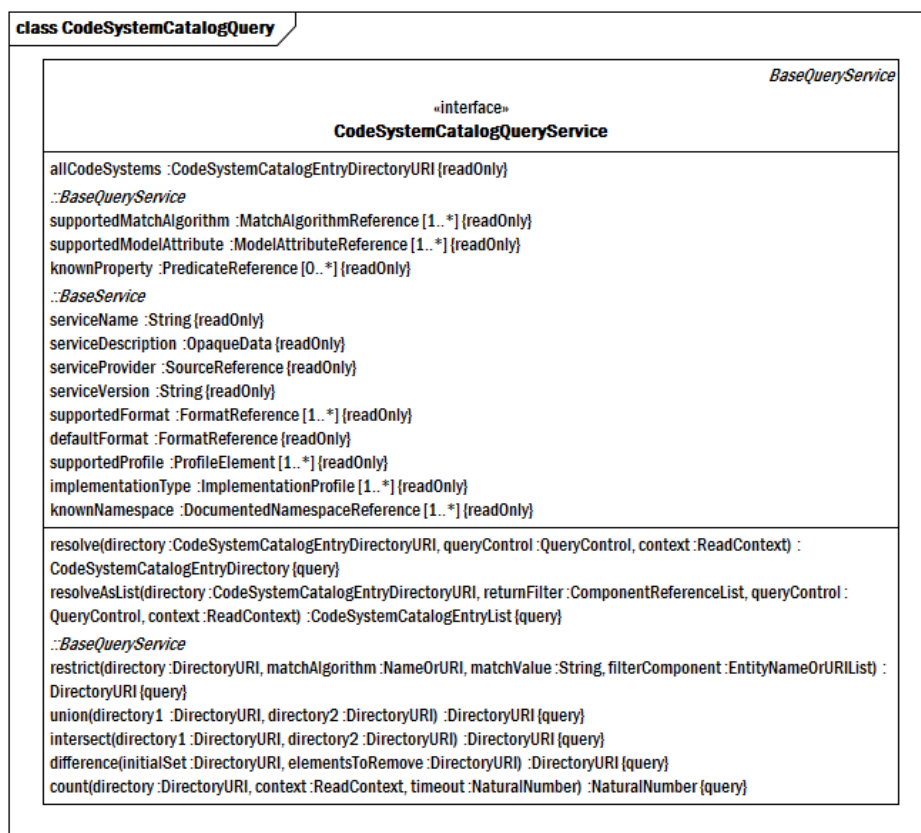 class CodeSystemCatalogQuery
BaseQueryService
«interface»
CodeSystemCatalogQueryService
allCodeSystems :CodeSystemCatalogEntryDirectoryURI {readOnly}
::BaseQueryService
supportedMatchAlgorithm :MatchAlgorithmReference [1..*] {readOnly}
supportedModelAttribute :ModelAttributeReference [1..*] {readOnly}
knownProperty :PredicateReference [0..*] {readOnly}
::BaseService
serviceName :String {readOnly}
serviceDescription :OpaqueData {readOnly}
serviceProvider :SourceReference {readOnly}
serviceVersion :String {readOnly}
supportedFormat :FormatReference [1..*] {readOnly}
defaultFormat :FormatReference {readOnly}
supportedProfile :ProfileElement [1..*] {readOnly}
implementationType :ImplementationProfile [1..*] {readOnly}
knownNamespace :DocumentedNamespaceReference [1..*] {readOnly}
resolve(directory :CodeSystemCatalogEntryDirectoryURI, queryControl :QueryControl, context :ReadContext) :
CodeSystemCatalogEntryDirectory {query}
resolveAsList(directory :CodeSystemCatalogEntryDirectoryURI, returnFilter :ComponentReferenceList, queryControl :
QueryControl, context :ReadContext) :CodeSystemCatalogEntryList {query}
::BaseQueryService
restrict(directory :DirectoryURI, matchAlgorithm :NameOrURI, matchValue :String, filterComponent :EntityNameOrURIList) :
DirectoryURI {query}
union(directory1 :DirectoryURI, directory2 :DirectoryURI) :DirectoryURI {query}
intersect(directory1 :DirectoryURI, directory2 :DirectoryURI) :DirectoryURI {query}
difference(initialSet :DirectoryURI, elementsToRemove :DirectoryURI) :DirectoryURI {query}
count(directory :DirectoryURI, context :ReadContext, timeout :NaturalNumber) :NaturalNumber {query}